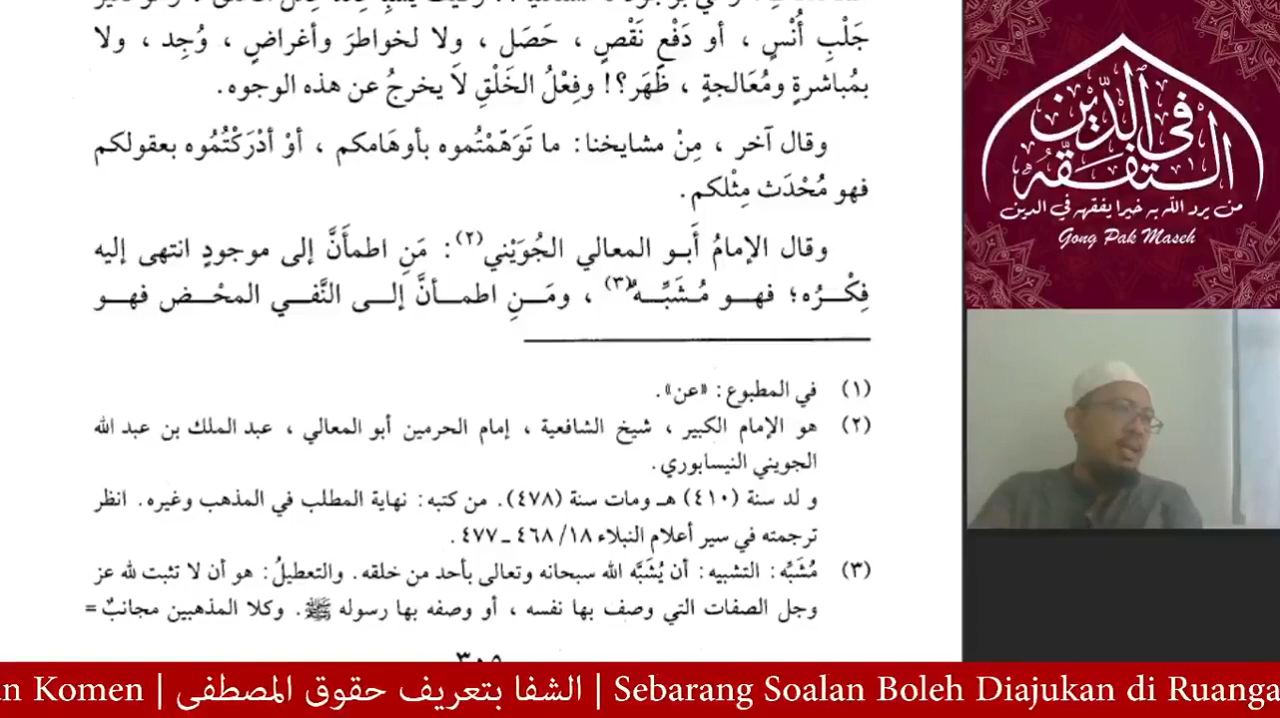 جَلْبِ أُنْسٍ ، أو دَفْعِ نَقْصٍ ، حَصَل ، ولا لخواطرَ وأغراضٍ ، وُجِد ، ولا
بمُباشرةٍ ومُعَالجةٍ ، ظَهَر؟! وفِعْلُ الخَلْقِ لاَ يخرجُ عن هذه الوجوه.
وقال آخر ، مِنْ مشايخنا: ما تَوَهّمْتُموه بأوهَامكم ، أوْ أدْرَكْتُمُوه بعقولكم
فهو مُحْدَث مِثْلكم.
وقال الإمامُ أَبو المعالي الجُوَيْني(٢): مَنِ اطمأَنَّ إلى موجودٍ انتهى إليه
فِكْرُه؛ فهو مُشَبِّه(٣) ، ومَنِ اطمأنَّ إلى النَّفي المحْض فهو
(١) في المطبوع: «عن».
(٢) هو الإمام الكبير ، شيخ الشافعية ، إمام الحرمين أبو المعالي ، عبد الملك بن عبد الله
الجويني النيسابوري.
و لد سنة (٤١٠) هـ ومات سنة (٤٧٨). من كتبه: نهاية المطلب في المذهب وغيره. انظر
ترجمته في سير أعلام النبلاء ١٨/ ٤٦٨ ـ ٤٧٧ .
(٣) مُشَبِّه: التشبيه: أن يُشَبَّه الله سبحانه وتعالى بأحد من خلقه. والتعطيلُ: هو أن لا تثبت لله عز
وجل الصفات التي وصف بها نفسه ، أو وصفه بها رسوله ﷺ. وكلا المذهبين مجانبٌ =
التفقه في الدين
من يرد الله به خيرا يفقهه في الدين
Gong Pak Maseh
Komen | الشفا بتعريف حقوق المصطفى | Sebarang Soalan Boleh Diajukan di Ruanga